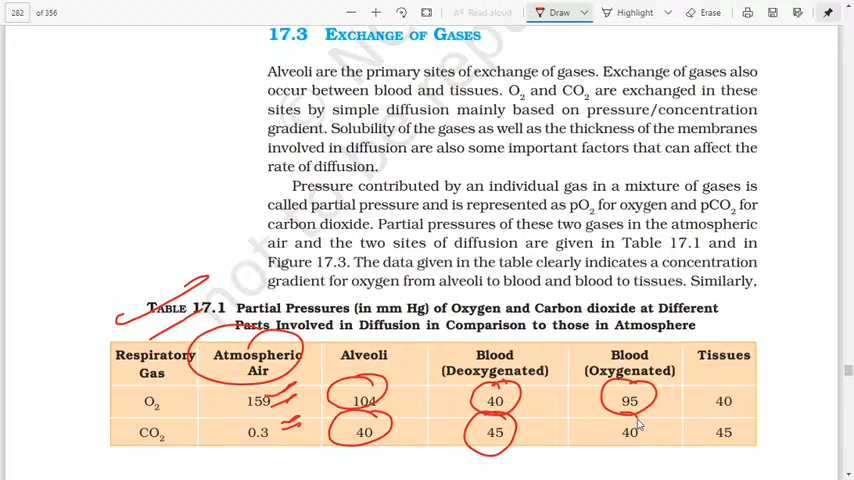 282 of 356 Read aloud Draw Highlight Erase
17.3 EXCHANGE OF GASES
Alveoli are the primary sites of exchange of gases. Exchange of gases also
occur between blood and tissues. O2 and CO2 are exchanged in these
sites by simple diffusion mainly based on pressure/concentration
gradient. Solubility of the gases as well as the thickness of the membranes
involved in diffusion are also some important factors that can affect the
rate of diffusion.
Pressure contributed by an individual gas in a mixture of gases is
called partial pressure and is represented as pO2 for oxygen and pCO2 for
carbon dioxide. Partial pressures of these two gases in the atmospheric
air and the two sites of diffusion are given in Table 17.1 and in
Figure 17.3. The data given in the table clearly indicates a concentration
gradient for oxygen from alveoli to blood and blood to tissues. Similarly,
TABLE 17.1 Partial Pressures (in mm Hg) of Oxygen and Carbon dioxide at Different
Parts Involved in Diffusion in Comparison to those in Atmosphere
Respiratory Atmospheric Alveoli Blood Blood Tissues
Gas Air (Deoxygenated) (Oxygenated)
O2 159 104 40 95 40
CO2 0.3 40 45 40 45
not to be repu